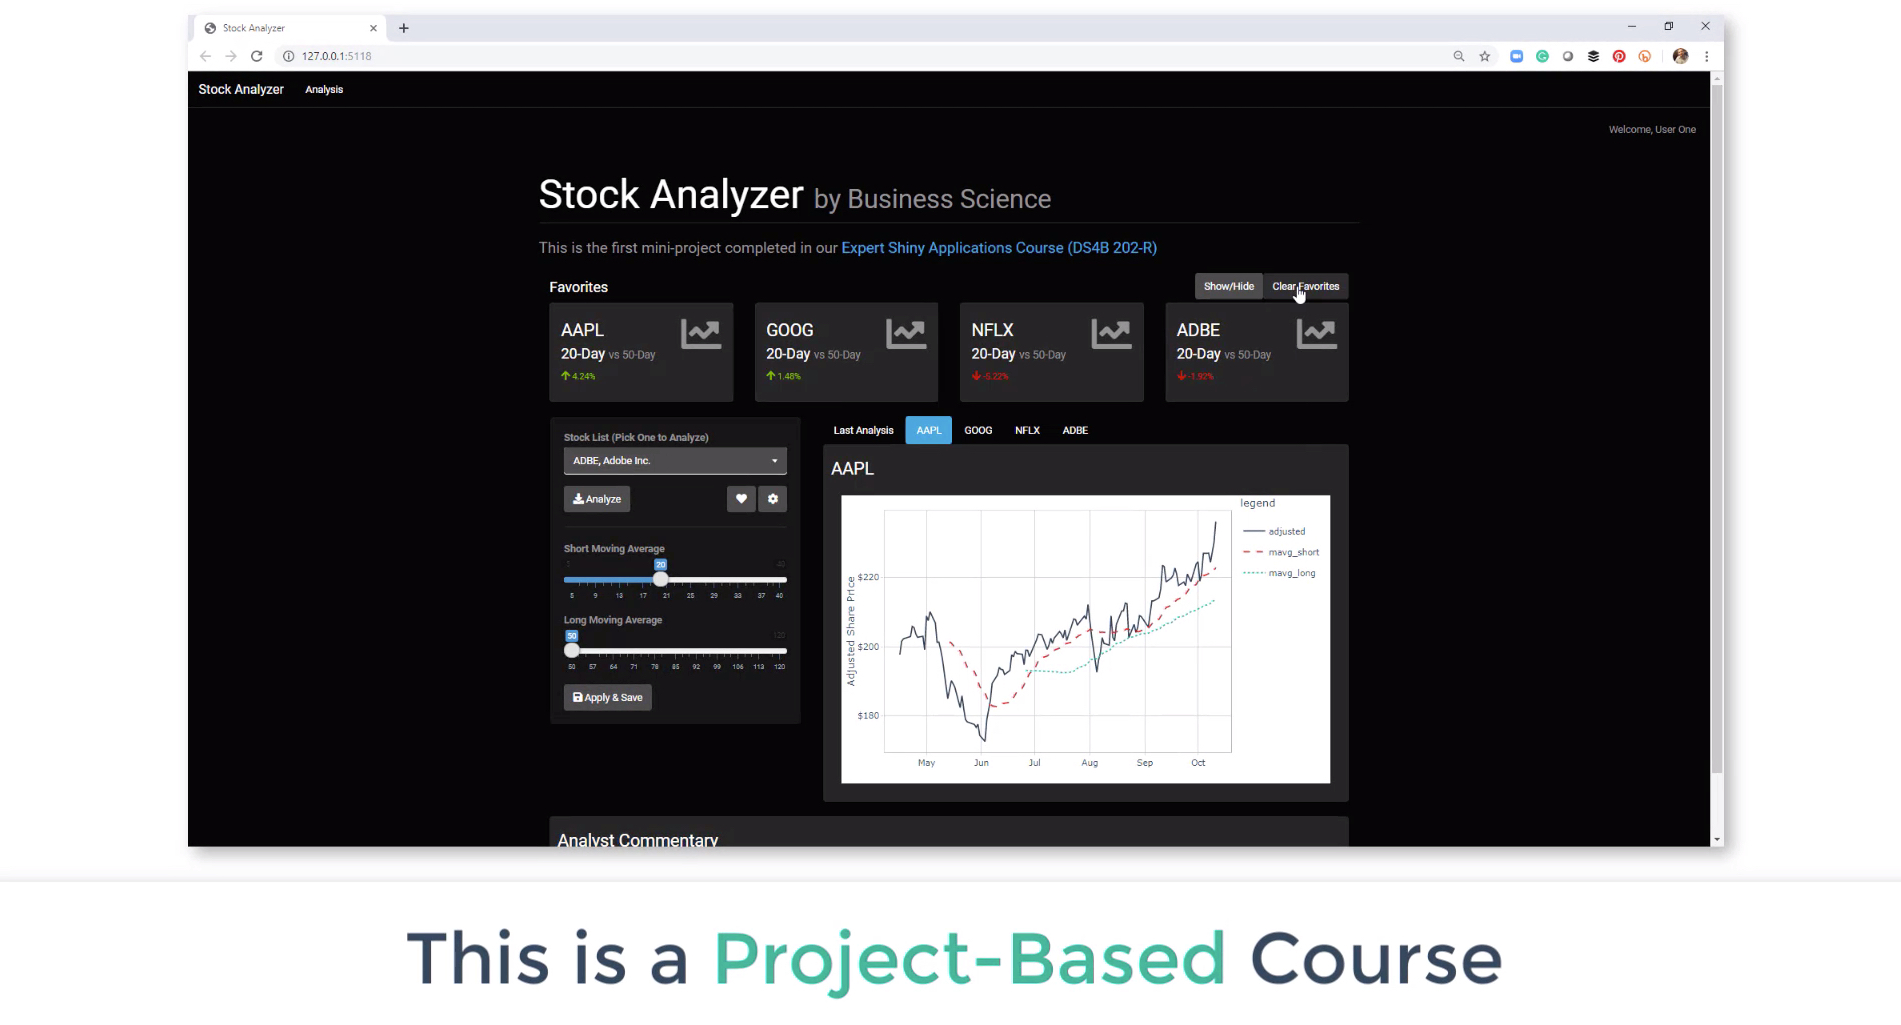 Stock Analyzer
127.0.0.1:5118
Stock Analyzer Analysis
Welcome, User One
Stock Analyzer by Business Science
This is the first mini-project completed in our Expert Shiny Applications Course (DS4B 202-R)
Favorites
Show/Hide Clear Favorites
AAPL
20-Day vs 50-Day
4.24%
GOOG
20-Day vs 50-Day
1.48%
NFLX
20-Day vs 50-Day
-5.22%
ADBE
20-Day vs 50-Day
-1.92%
Stock List (Pick One to Analyze)
ADBE, Adobe Inc.
Analyze
Short Moving Average
5 20 40
5 9 13 17 21 25 29 33 37 40
Long Moving Average
50 120
50 57 64 71 78 85 92 99 106 113 120
Apply & Save
Last Analysis AAPL GOOG NFLX ADBE
AAPL
legend
adjusted
mavg_short
mavg_long
Adjusted Share Price
$220
$200
$180
May Jun Jul Aug Sep Oct
Analyst Commentary
This is a Project-Based Course